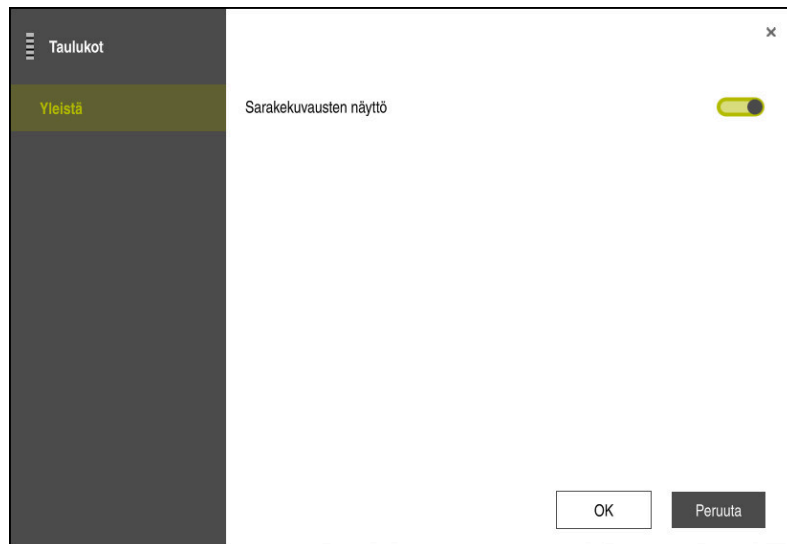 Taulukot
Yleistä
Sarakekuvausten näyttö
OK
Peruuta